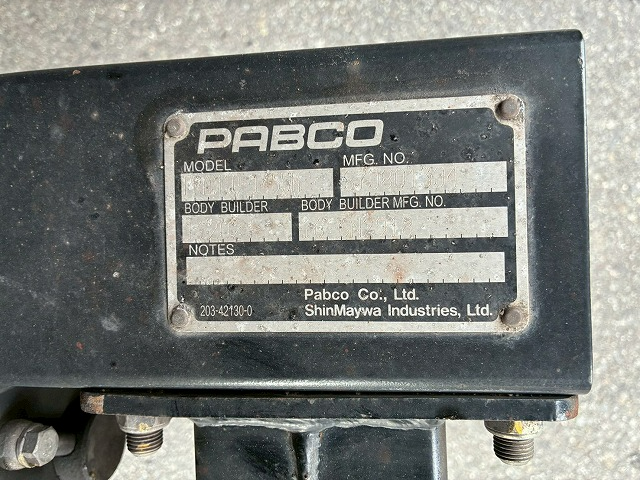 PABCO
MODEL MFG. NO.
BODY BUILDER BODY BUILDER MFG. NO.
NOTES
Pabco Co., Ltd.
203-42130-0 ShinMaywa Industries, Ltd.